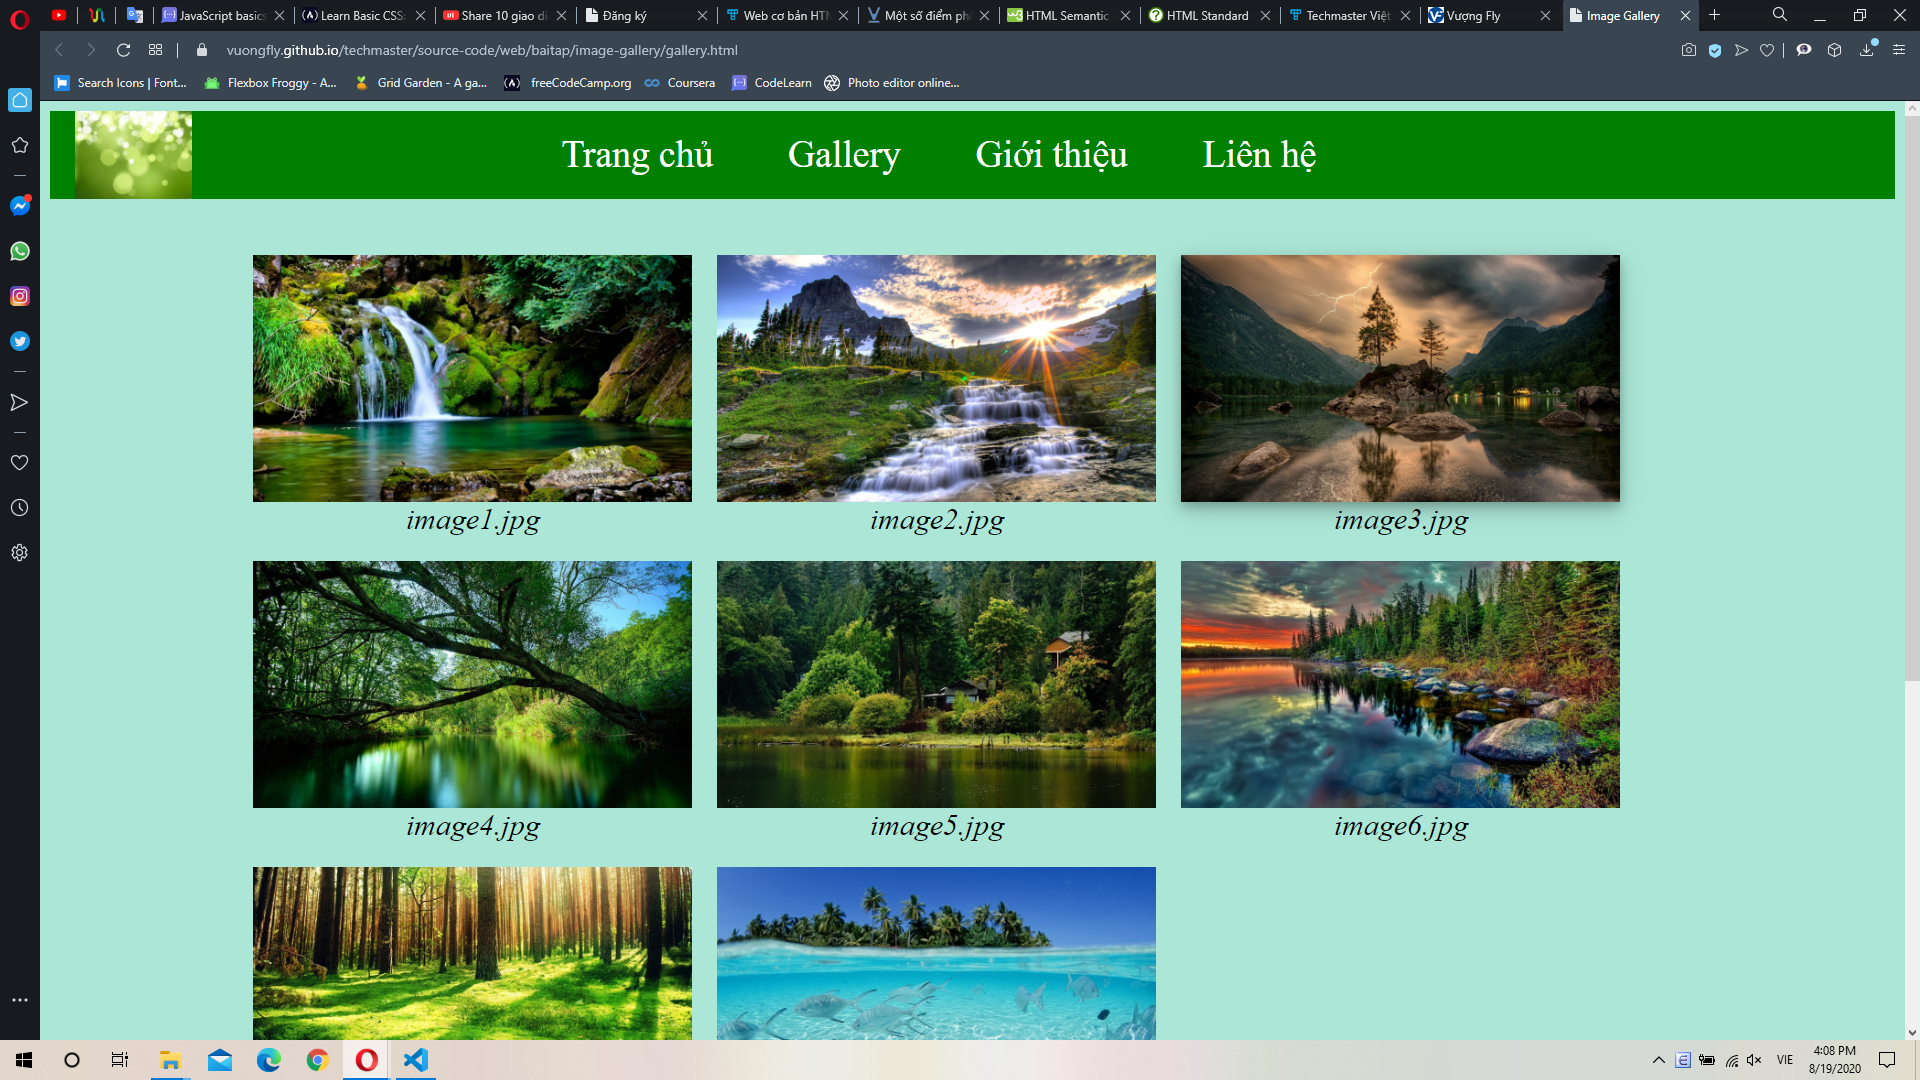 JavaScript basics
Learn Basic CSS:
Share 10 giao di
Đăng ký
Web cơ bản HTM
Một số điểm ph
HTML Semantic
HTML Standard
Techmaster Việt
Vượng Fly
Image Gallery
vuongfly.github.io/techmaster/source-code/web/baitap/image-gallery/gallery.html
Search Icons | Font...
Flexbox Froggy - A...
Grid Garden - A ga...
freeCodeCamp.org
Coursera
CodeLearn
Photo editor online...
Trang chủ
Gallery
Giới thiệu
Liên hệ
image1.jpg
image2.jpg
image3.jpg
image4.jpg
image5.jpg
image6.jpg
VIE
4:08 PM
8/19/2020